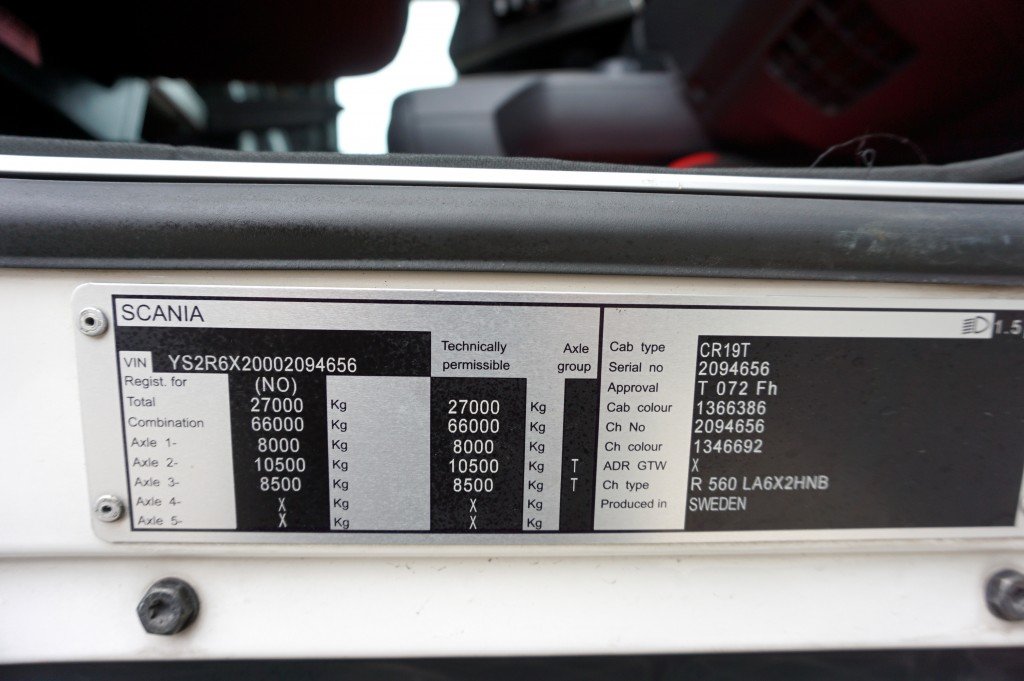 SCANIA
1.5
VIN YS2R6X20002094656
Technically permissible
Axle group
Regist. for (NO)
Total 27000 Kg 27000 Kg
Combination 66000 Kg 66000 Kg
Axle 1- 8000 Kg 8000 Kg
Axle 2- 10500 Kg 10500 Kg T
Axle 3- 8500 Kg 8500 Kg T
Axle 4- X Kg X Kg
Axle 5- X Kg X Kg
Cab type CR19T
Serial no 2094656
Approval T 072 Fh
Cab colour 1366386
Ch No 2094656
Ch colour 1346692
ADR GTW X
Ch type R 560 LA6X2HNB
Produced in SWEDEN